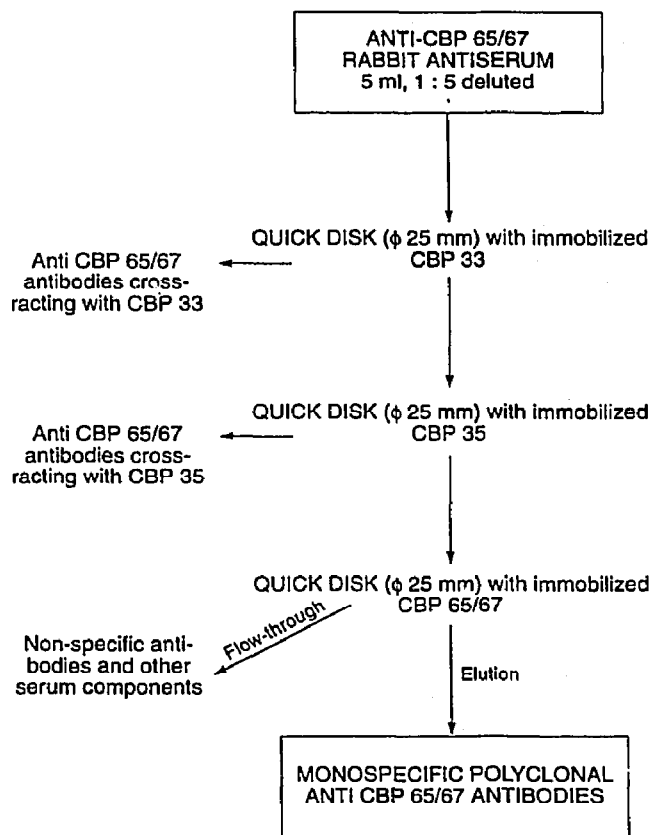 ANTI-CBP 65/67
RABBIT ANTISERUM
5 ml, 1 : 5 deluted
QUICK DISK (ϕ 25 mm) with immobilized
CBP 33
Anti CBP 65/67
antibodies cross-
racting with CBP 33
QUICK DISK (ϕ 25 mm) with immobilized
CBP 35
Anti CBP 65/67
antibodies cross-
racting with CBP 35
QUICK DISK (ϕ 25 mm) with immobilized
CBP 65/67
Flow-through
Non-specific anti-
bodies and other
serum components
Elution
MONOSPECIFIC POLYCLONAL
ANTI CBP 65/67 ANTIBODIES